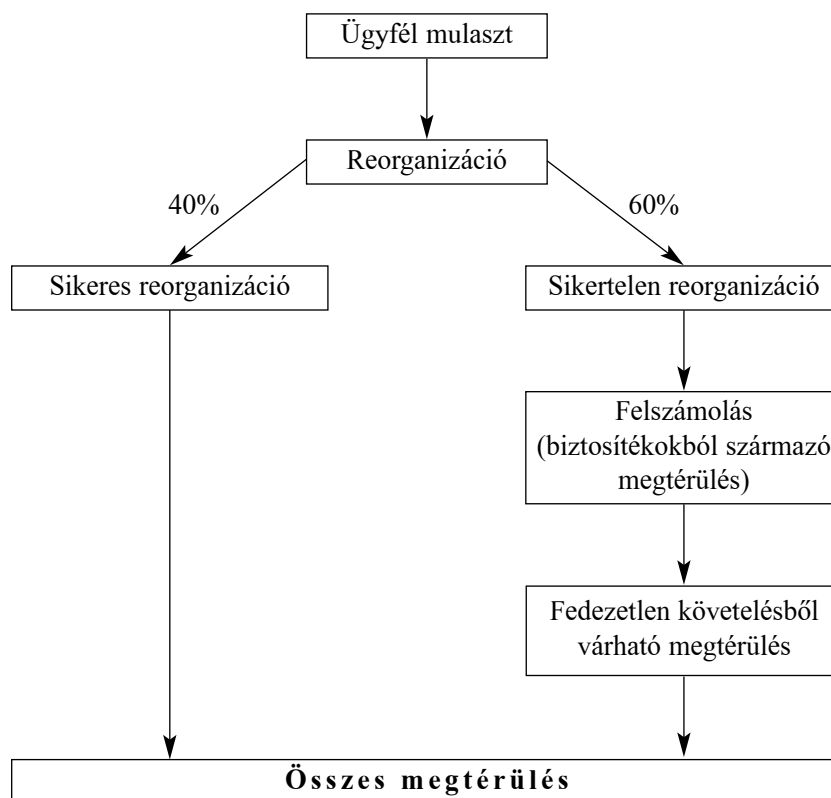 Ügyfél mulaszt
Reorganizáció
40%
60%
Sikeres reorganizáció
Sikertelen reorganizáció
Felszámolás
(biztosítékokból származó
megtérülés)
Fedezetlen követelésből
várható megtérülés
Összes megtérülés